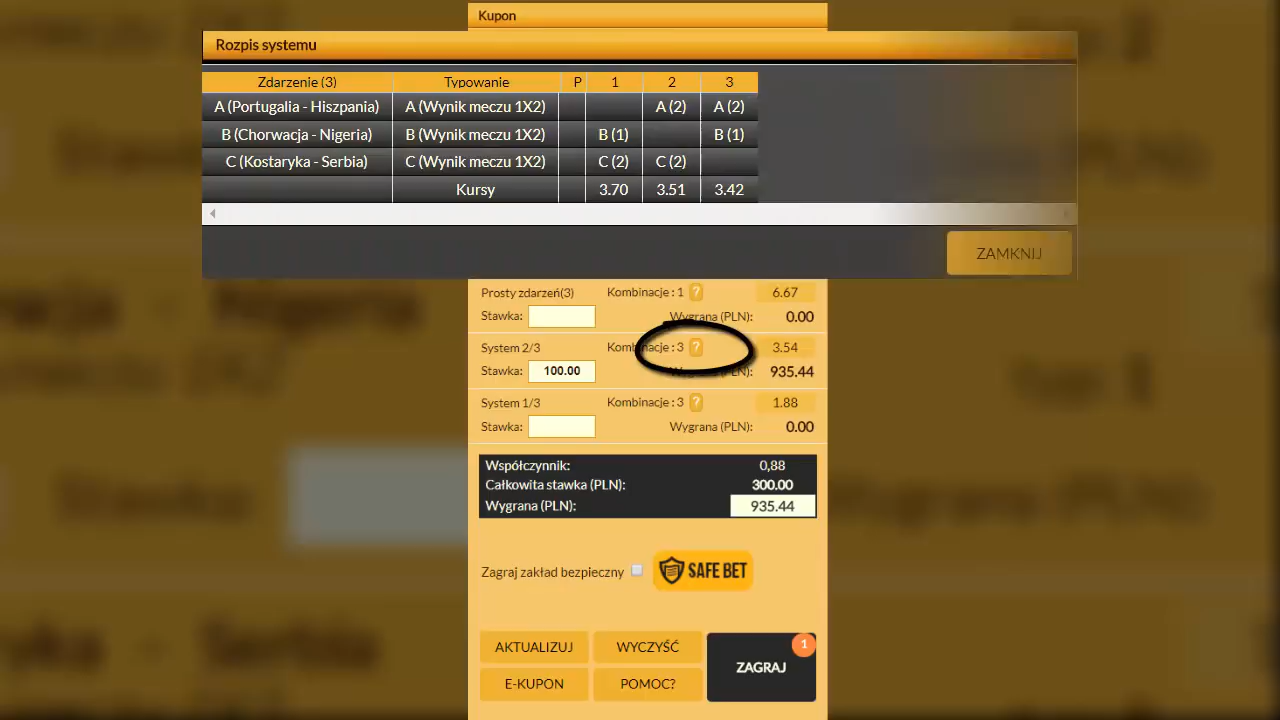 Kupon
Rozpis systemu
Zdarzenie (3) Typowanie P 1 2 3
A (Portugalia - Hiszpania) A (Wynik meczu 1X2) A (2) A (2)
B (Chorwacja - Nigeria) B (Wynik meczu 1X2) B (1) B (1)
C (Kostaryka - Serbia) C (Wynik meczu 1X2) C (2) C (2)
Kursy 3.70 3.51 3.42
ZAMKNIJ
Prosty zdarzeń(3) Kombinacje : 1 ? 6.67
Stawka: Wygrana (PLN): 0.00
System 2/3 Kombinacje : 3 ? 3.54
Stawka: 100.00 Wygrana (PLN): 935.44
System 1/3 Kombinacje : 3 ? 1.88
Stawka: Wygrana (PLN): 0.00
Współczynnik: 0,88
Całkowita stawka (PLN): 300.00
Wygrana (PLN): 935.44
Zagraj zakład bezpieczny SAFE BET
AKTUALIZUJ WYCZYŚĆ ZAGRAJ 1
E-KUPON POMOC?